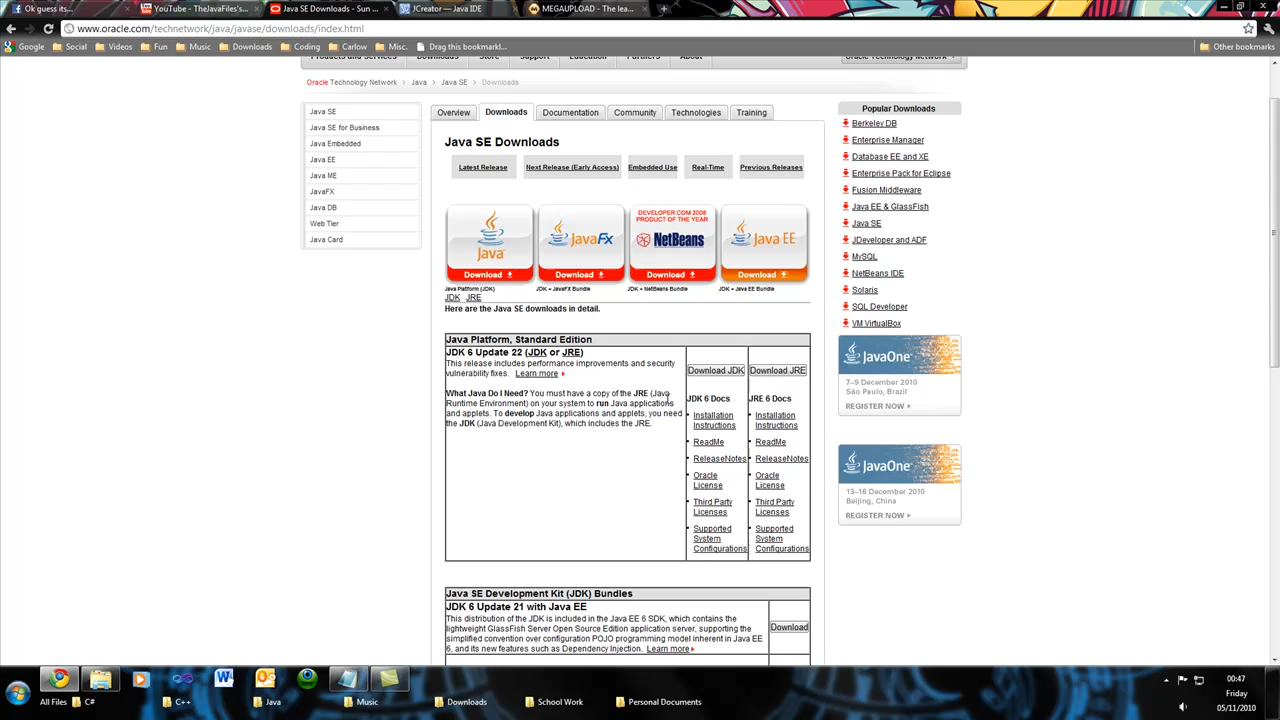 Ok guess its...
YouTube - TheJavaFiles's...
Java SE Downloads - Sun ...
JCreator — Java IDE
MEGAUPLOAD - The lea...
www.oracle.com/technetwork/java/javase/downloads/index.html
Google Social Videos Fun Music Downloads Coding Carlow Misc. Drag this bookmarkl... Other bookmarks
Products and Services Downloads Store Support Education Partners About Oracle Technology Network
Oracle Technology Network > Java > Java SE > Downloads
Java SE
Java SE for Business
Java Embedded
Java EE
Java ME
JavaFX
Java DB
Web Tier
Java Card
Overview Downloads Documentation Community Technologies Training
Java SE Downloads
Latest Release Next Release (Early Access) Embedded Use Real-Time Previous Releases
Java
Download
JavaFX
Download
DEVELOPER.COM 2008
PRODUCT OF THE YEAR
NetBeans
Download
Java EE
Download
Java Platform (JDK) JDK + JavaFX Bundle JDK + NetBeans Bundle JDK + Java EE Bundle
JDK JRE
Here are the Java SE downloads in detail.
Java Platform, Standard Edition
JDK 6 Update 22 (JDK or JRE)
This release includes performance improvements and security
vulnerability fixes. Learn more
What Java Do I Need? You must have a copy of the JRE (Java
Runtime Environment) on your system to run Java applications
and applets. To develop Java applications and applets, you need
the JDK (Java Development Kit), which includes the JRE.
Download JDK
JDK 6 Docs
Installation
Instructions
ReadMe
ReleaseNotes
Oracle
License
Third Party
Licenses
Supported
System
Configurations
Download JRE
JRE 6 Docs
Installation
Instructions
ReadMe
ReleaseNotes
Oracle
License
Third Party
Licenses
Supported
System
Configurations
Java SE Development Kit (JDK) Bundles
JDK 6 Update 21 with Java EE
This distribution of the JDK is included in the Java EE 6 SDK, which contains the
lightweight GlassFish Server Open Source Edition application server, supporting the
simplified convention over configuration POJO programming model inherent in Java EE
6, and its new features such as Dependency Injection. Learn more
Download
Popular Downloads
Berkeley DB
Enterprise Manager
Database EE and XE
Enterprise Pack for Eclipse
Fusion Middleware
Java EE & GlassFish
Java SE
JDeveloper and ADF
MySQL
NetBeans IDE
Solaris
SQL Developer
VM VirtualBox
JavaOne
7–9 December 2010
São Paulo, Brazil
REGISTER NOW
JavaOne
13–16 December 2010
Beijing, China
REGISTER NOW
All Files C# C++ Java Music Downloads School Work Personal Documents
00:47
Friday
05/11/2010